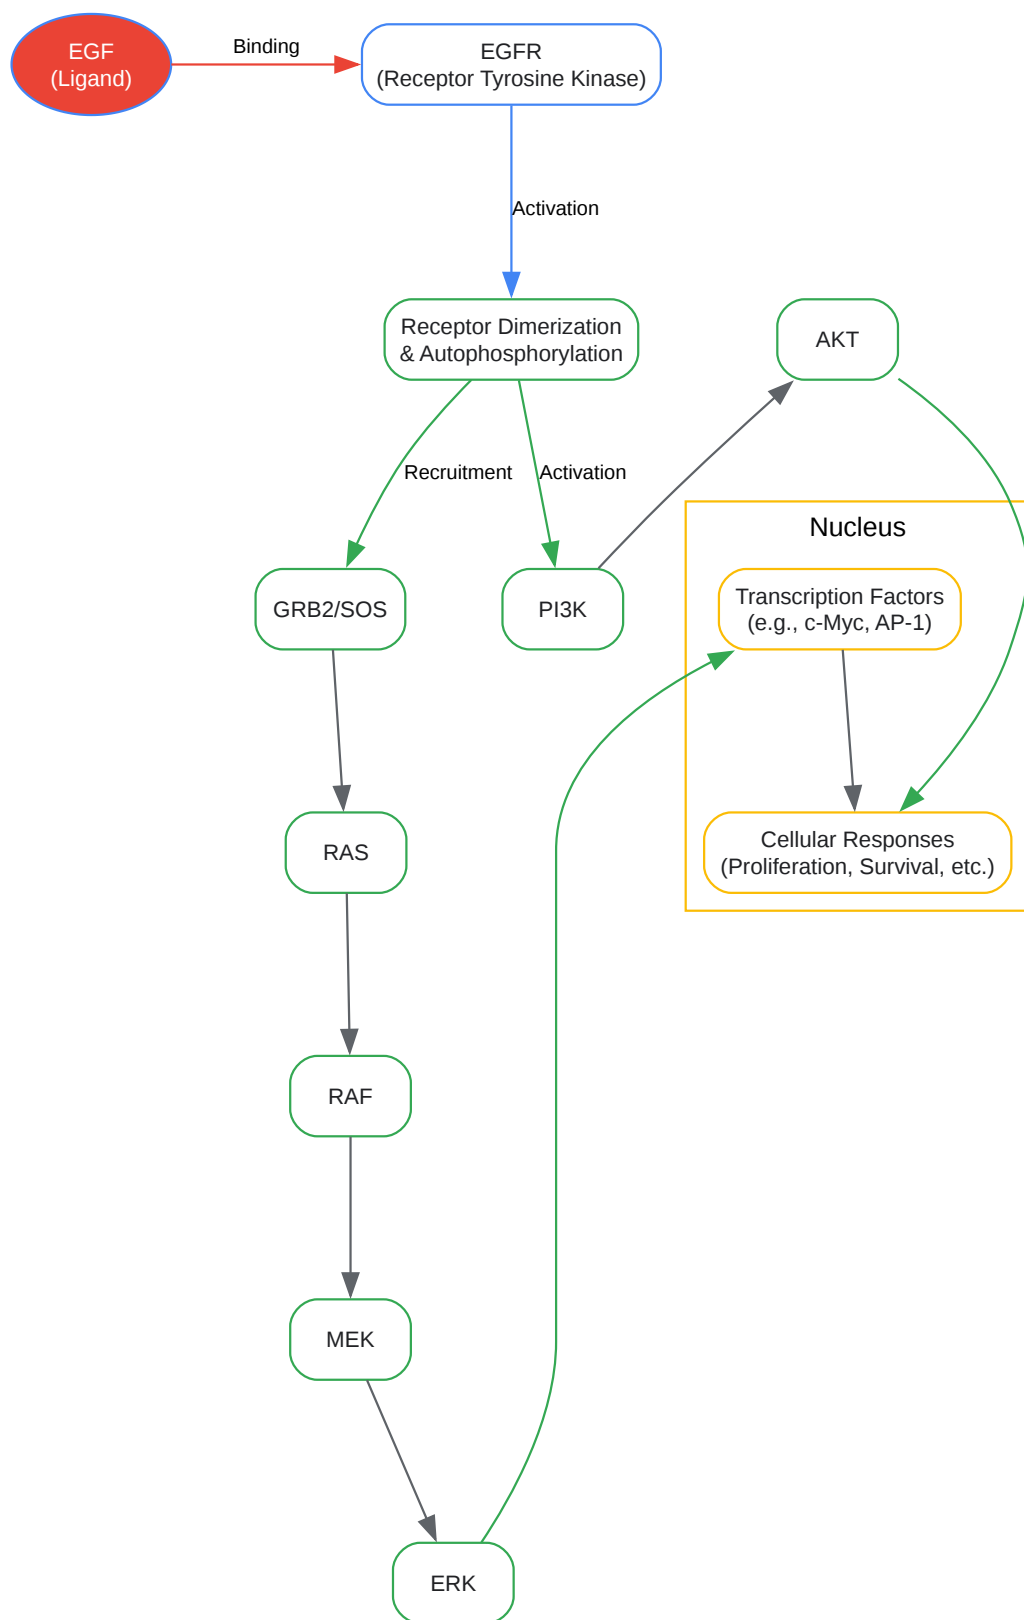 EGF
(Ligand)
Binding
EGFR
(Receptor Tyrosine Kinase)
Activation
Receptor Dimerization
& Autophosphorylation
AKT
Recruitment
Activation
Nucleus
GRB2/SOS
PI3K
Transcription Factors
(e.g., c-Myc, AP-1)
RAS
Cellular Responses
(Proliferation, Survival, etc.)
RAF
MEK
ERK